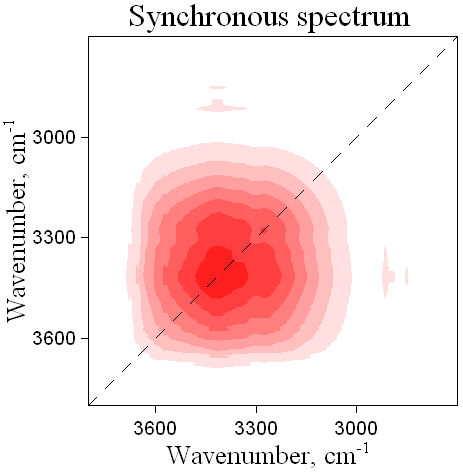 Synchronous spectrum
Wavenumber, cm⁻¹
3000
3300
3600
3600 3300 3000
Wavenumber, cm⁻¹